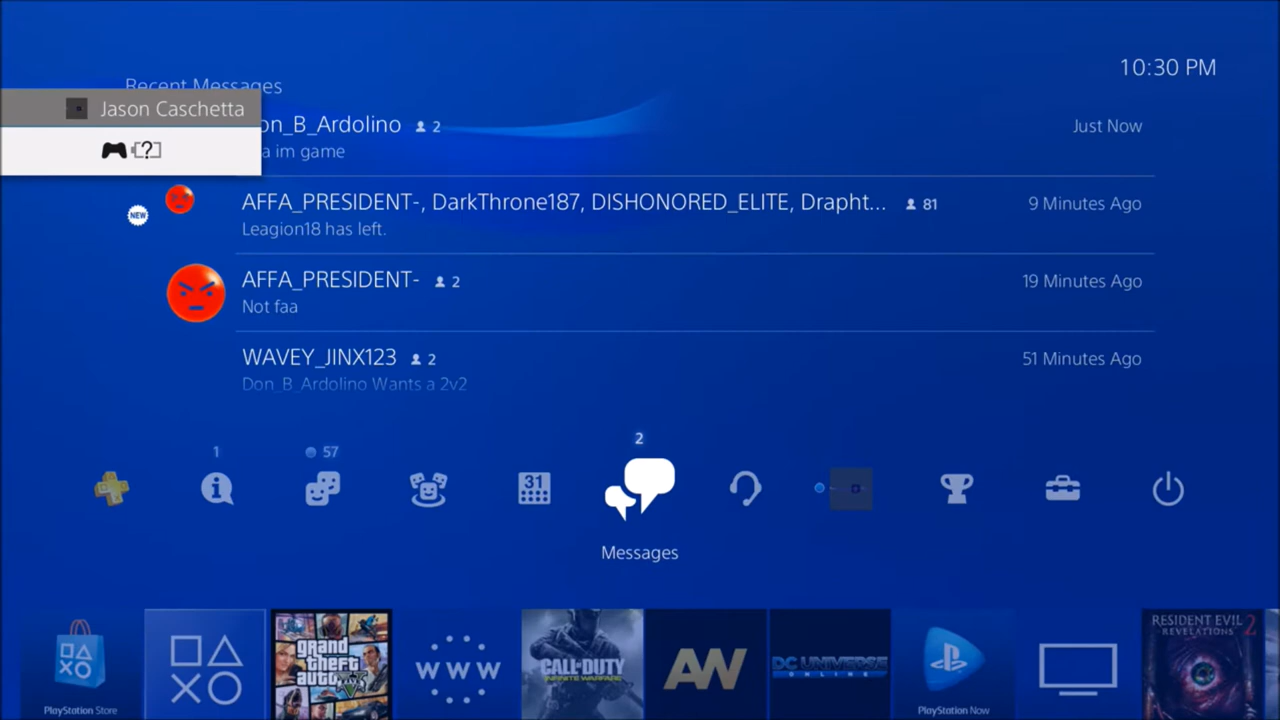 10:30 PM
Recent Messages
Jason Caschetta
on_B_Ardolino 2
Just Now
[?]
a im game
NEW
AFFA_PRESIDENT-, DarkThrone187, DISHONORED_ELITE, Drapht... 81
9 Minutes Ago
Leagion18 has left.
AFFA_PRESIDENT- 2
19 Minutes Ago
Not faa
WAVEY_JINX123 2
51 Minutes Ago
Don_B_Ardolino Wants a 2v2
1
57
2
31
Messages
PlayStation Store
grand
theft
auto
V
www
CALL OF DUTY
INFINITE WARFARE
AW
DC UNIVERSE
ONLINE
PlayStation Now
RESIDENT EVIL
REVELATIONS 2